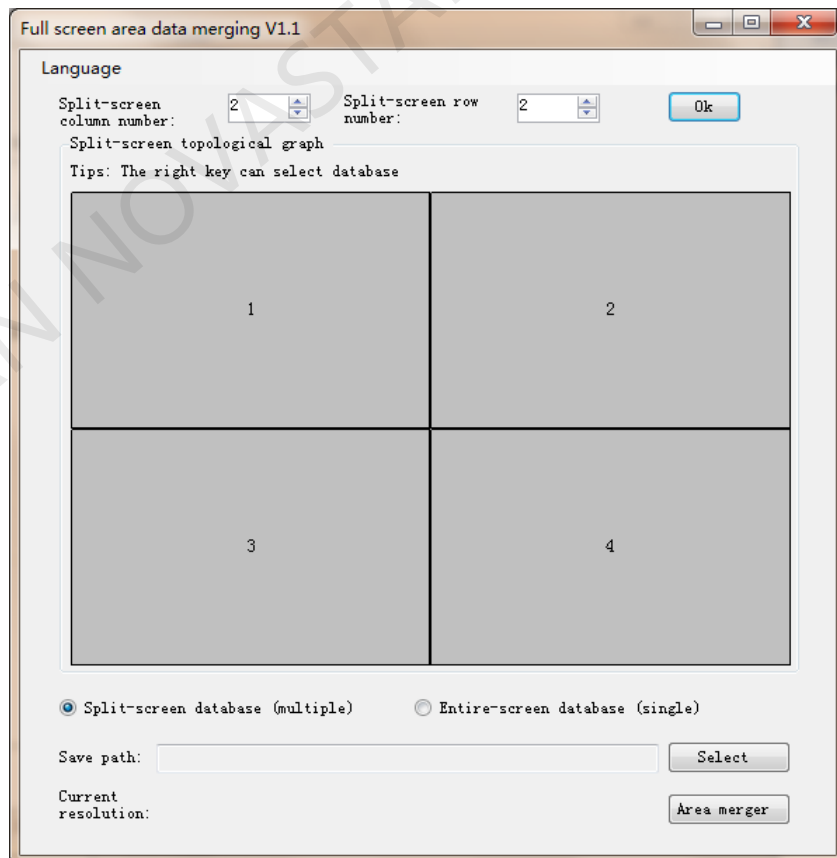 Full screen area data merging V1.1
Language
Split-screen column number: 2 Split-screen row number: 2 Ok
Split-screen topological graph
Tips: The right key can select database
1 2
3 4
Split-screen database (multiple) Entire-screen database (single)
Save path: Select
Current resolution: Area merger
N NOVASTA